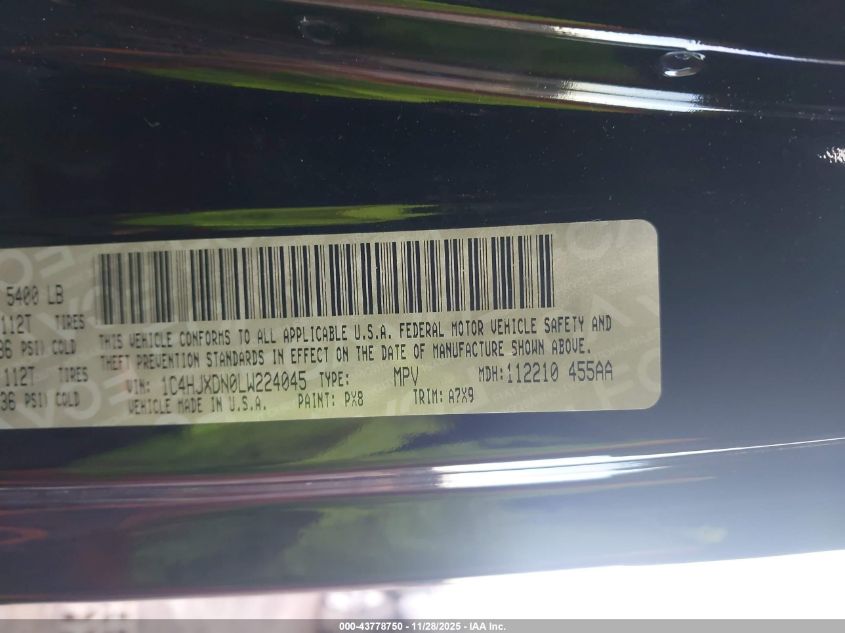 5400 LB
112T TIRES
36 PSI) COLD
112T TIRES
36 PSI) COLD
THIS VEHICLE CONFORMS TO ALL APPLICABLE U.S.A. FEDERAL MOTOR VEHICLE SAFETY AND
THEFT PREVENTION STANDARDS IN EFFECT ON THE DATE OF MANUFACTURE SHOWN ABOVE.
VIN: 1C4HJXDN0LW224045 TYPE: MPV MDH: 112210 455AA
VEHICLE MADE IN U.S.A. PAINT: PX8 TRIM: A7X9
000-43778750 | 11/28/2025 - IAA Inc.